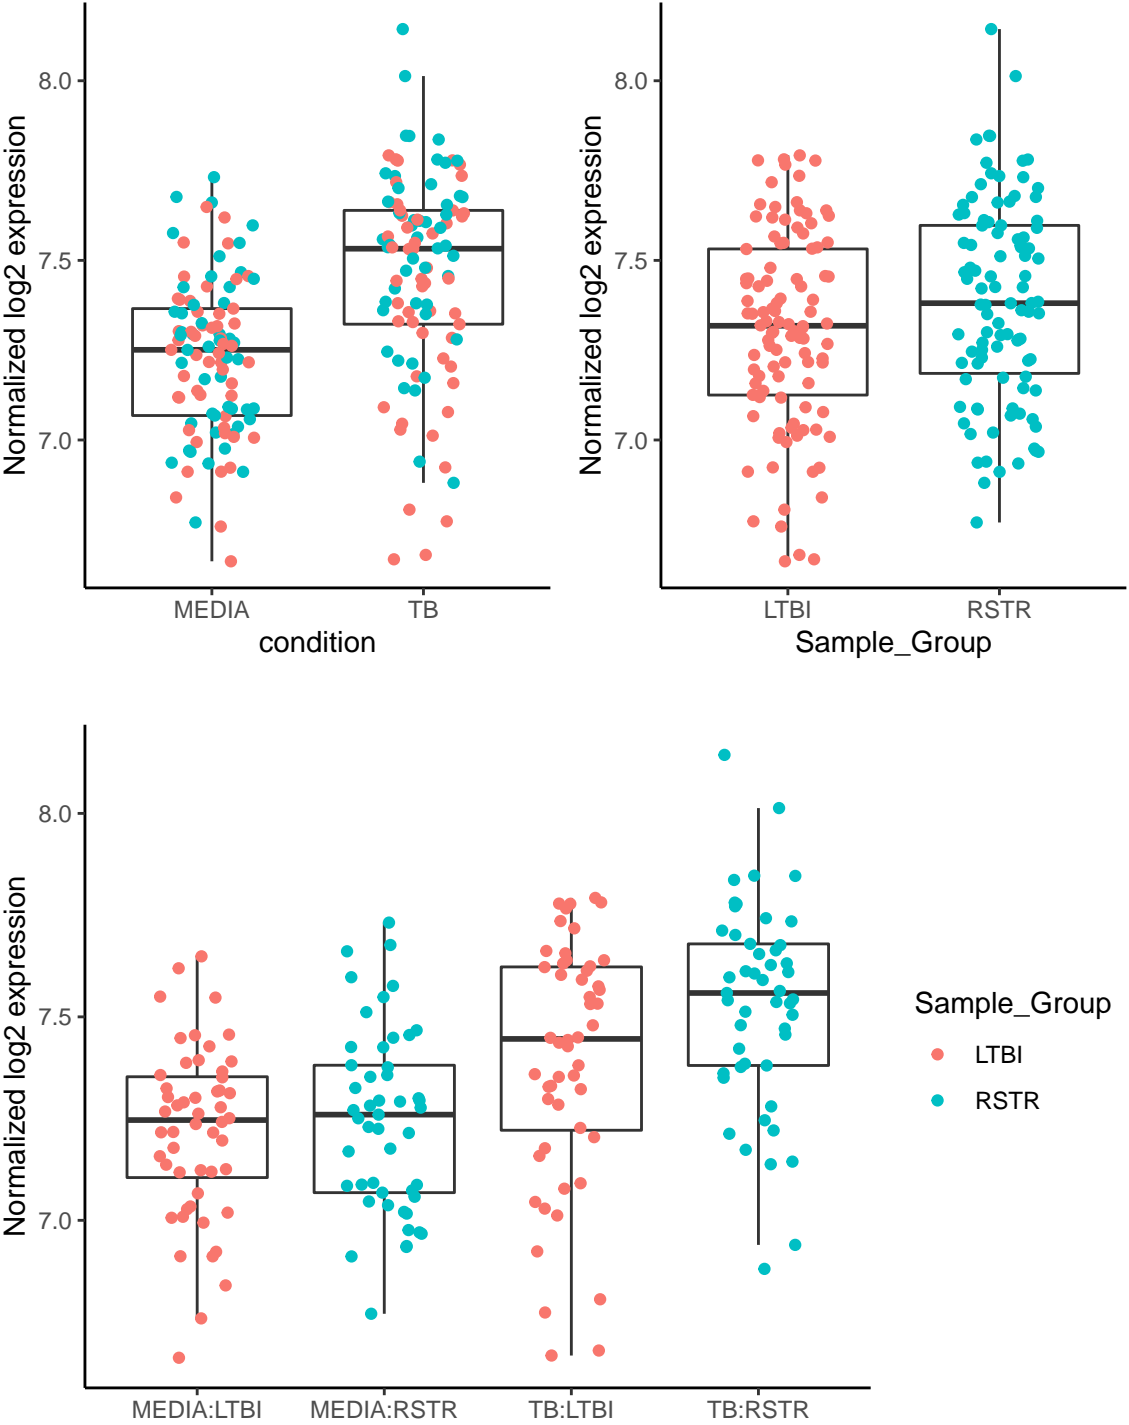 Normalized log2 expression
8.0
7.5
7.0
MEDIA
TB
condition
Normalized log2 expression
8.0
7.5
7.0
LTBI
RSTR
Sample_Group
Normalized log2 expression
8.0
7.5
7.0
MEDIA:LTBI
MEDIA:RSTR
TB:LTBI
TB:RSTR
Sample_Group
LTBI
RSTR